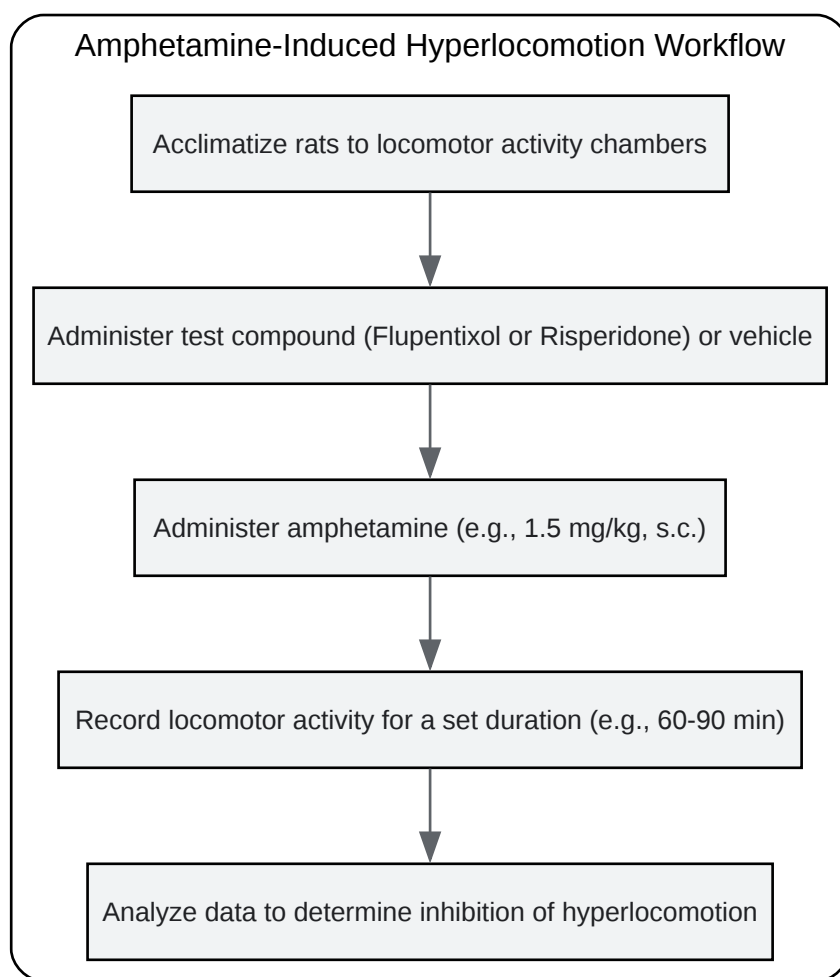 Amphetamine-Induced Hyperlocomotion Workflow
Acclimatize rats to locomotor activity chambers
Administer test compound (Flupentixol or Risperidone) or vehicle
Administer amphetamine (e.g., 1.5 mg/kg, s.c.)
Record locomotor activity for a set duration (e.g., 60-90 min)
Analyze data to determine inhibition of hyperlocomotion